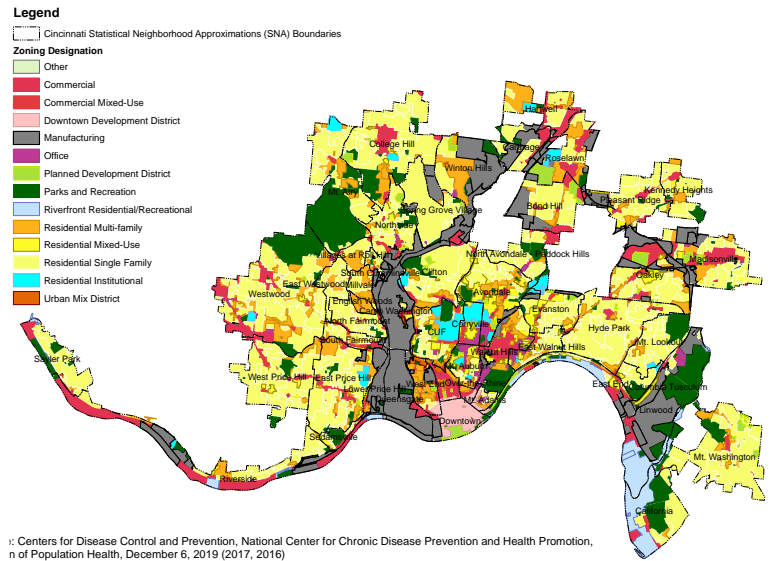 Legend
Cincinnati Statistical Neighborhood Approximations (SNA) Boundaries
Zoning Designation
Other
Commercial
Commercial Mixed-Use
Downtown Development District
Manufacturing
Office
Planned Development District
Parks and Recreation
Riverfront Residential/Recreational
Residential Multi-family
Residential Mixed-Use
Residential Single Family
Residential Institutional
Urban Mix District
Hartwell
College Hill
Carthage
Roselawn
Winton Hills
Mt. Airy
Kennedy Heights
Pleasant Ridge
Bond Hill
Spring Grove Village
Northside
Villages at Roll Hill
North Avondale
Paddock Hills
Madisonville
South Cumminsville
Clifton
Oakley
East Westwood
Millvale
Westwood
Avondale
English Woods
Camp Washington
Evanston
North Fairmount
Corryville
CUF
Hyde Park
South Fairmount
Mt. Lookout
Walnut Hills
East Walnut Hills
Sayler Park
Mt. Auburn
West Price Hill
East Price Hill
West End
Over-the-Rhine
East End
Columbia Tusculum
Lower Price Hill
Queensgate
Mt. Adams
Linwood
Downtown
Sedamsville
Mt. Washington
Riverside
California
: Centers for Disease Control and Prevention, National Center for Chronic Disease Prevention and Health Promotion,
n of Population Health, December 6, 2019 (2017, 2016)